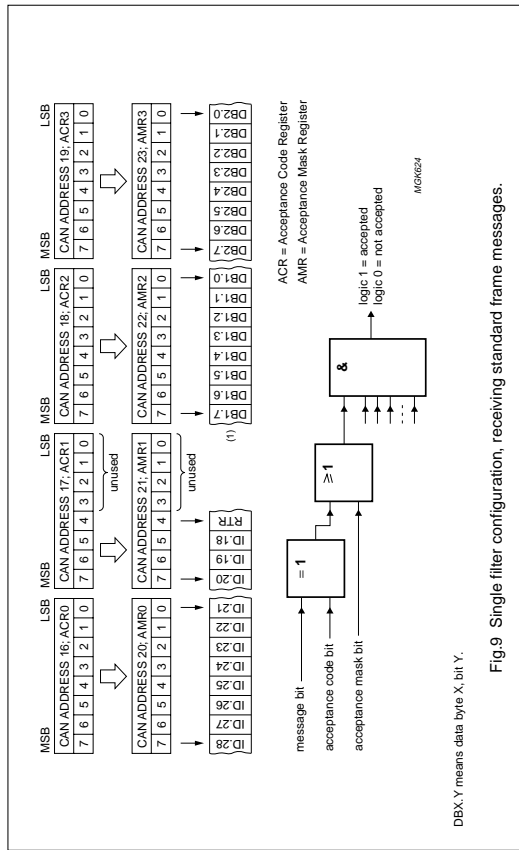 MSB LSB MSB LSB MSB LSB MSB LSB
CAN ADDRESS 16; ACR0 CAN ADDRESS 17; ACR1 CAN ADDRESS 18; ACR2 CAN ADDRESS 19; ACR3
7 6 5 4 3 2 1 0 7 6 5 4 3 2 1 0 7 6 5 4 3 2 1 0 7 6 5 4 3 2 1 0
unused
CAN ADDRESS 20; AMR0 CAN ADDRESS 21; AMR1 CAN ADDRESS 22; AMR2 CAN ADDRESS 23; AMR3
7 6 5 4 3 2 1 0 7 6 5 4 3 2 1 0 7 6 5 4 3 2 1 0 7 6 5 4 3 2 1 0
unused
(1)
ID.28 ID.27 ID.26 ID.25 ID.24 ID.23 ID.22 ID.21 ID.20 ID.19 ID.18 RTR DB1.7 DB1.6 DB1.5 DB1.4 DB1.3 DB1.2 DB1.1 DB1.0 DB2.7 DB2.6 DB2.5 DB2.4 DB2.3 DB2.2 DB2.1 DB2.0
ACR = Acceptance Code Register
AMR = Acceptance Mask Register
message bit
acceptance code bit
acceptance mask bit
= 1
≥1
&
logic 1 = accepted
logic 0 = not accepted
MGK624
DBX.Y means data byte X, bit Y.
Fig.9 Single filter configuration, receiving standard frame messages.